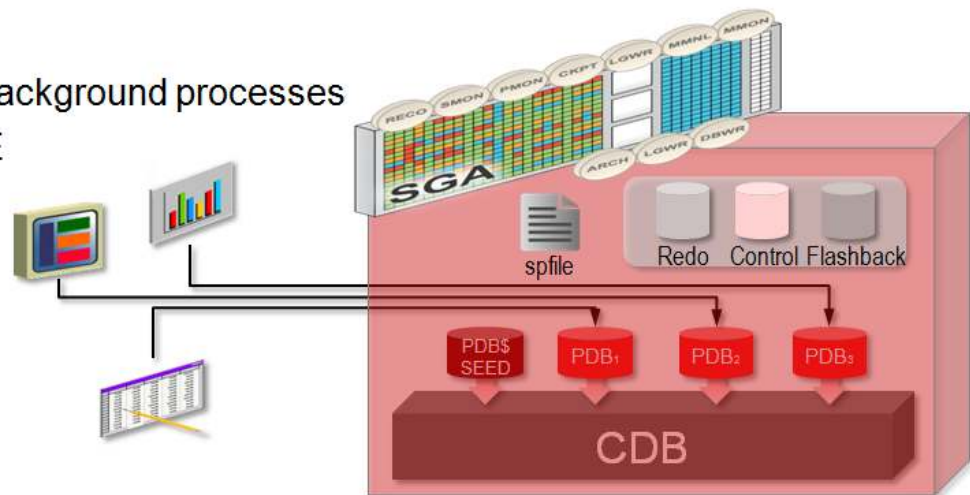 ackground processes
E
RECO
SMON
PMON
CKPT
LGWR
MMNL
MMON
SGA
ARCH
LGWR
DBWR
spfile
Redo
Control
Flashback
PDB$
SEED
PDB₁
PDB₂
PDB₃
CDB